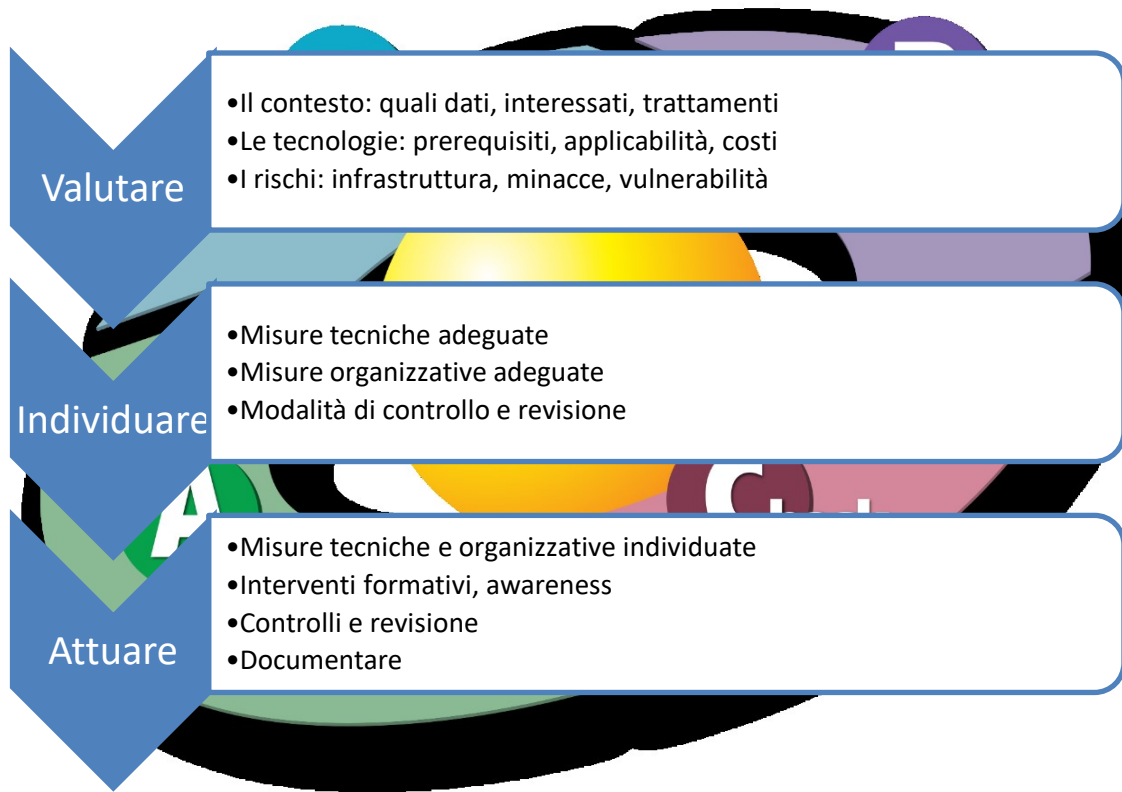 Valutare
•Il contesto: quali dati, interessati, trattamenti
•Le tecnologie: prerequisiti, applicabilità, costi
•I rischi: infrastruttura, minacce, vulnerabilità
Individuare
•Misure tecniche adeguate
•Misure organizzative adeguate
•Modalità di controllo e revisione
A
C
Attuare
•Misure tecniche e organizzative individuate
•Interventi formativi, awareness
•Controlli e revisione
•Documentare